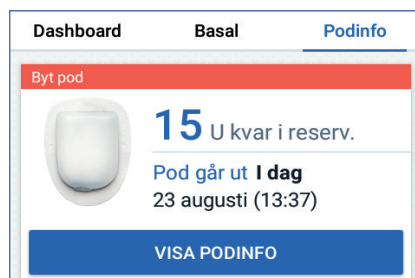 Dashboard Basal Podinfo
Byt pod
15 U kvar i reserv.
Pod går ut I dag
23 augusti (13:37)
VISA PODINFO